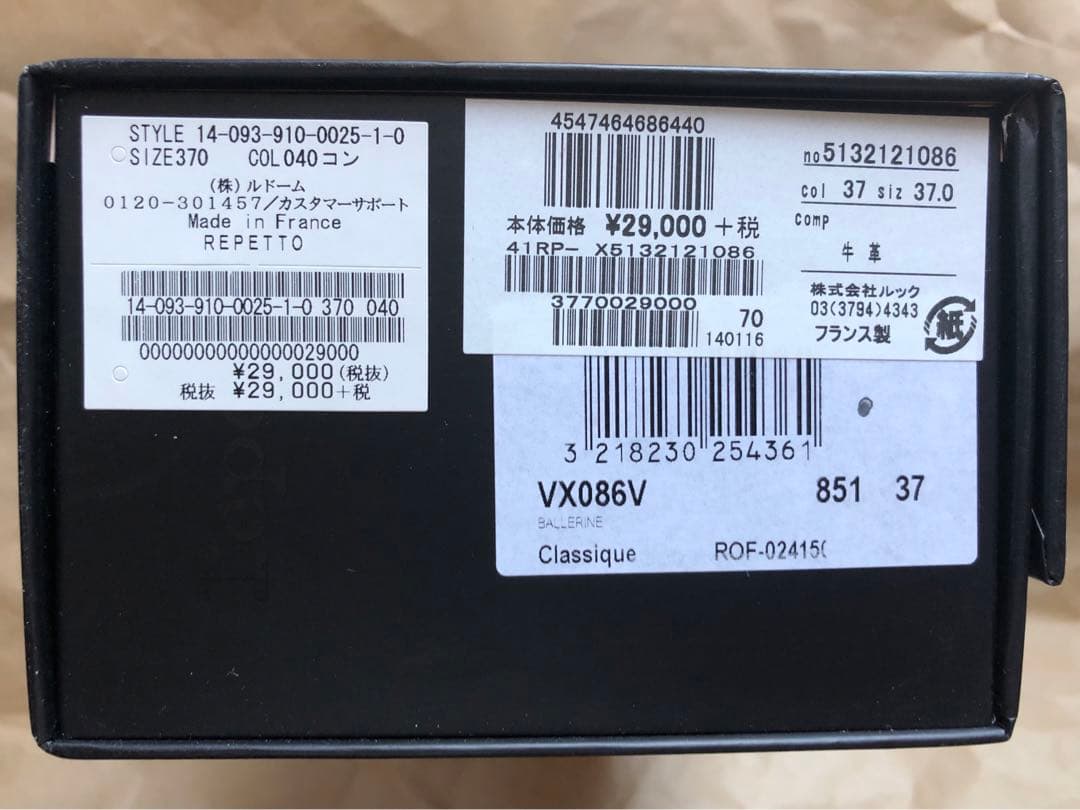 STYLE 14-093-910-0025-1-0
SIZE370 COL040コン
(株)ルドーム
0120-301457/カスタマーサポート
Made in France
REPETTO
14-093-910-0025-1-0 370 040
00000000000000029000
¥29,000(税抜)
税抜 ¥29,000+税
4547464686440
本体価格 ¥29,000+税
41RP- X5132121086
3770029000
70
140116
no5132121086
col 37 siz 37.0
comp
牛革
株式会社ルック
03(3794)4343
フランス製
紙
3 218230 254361
VX086V 851 37
BALLERINE
Classique ROF-02415